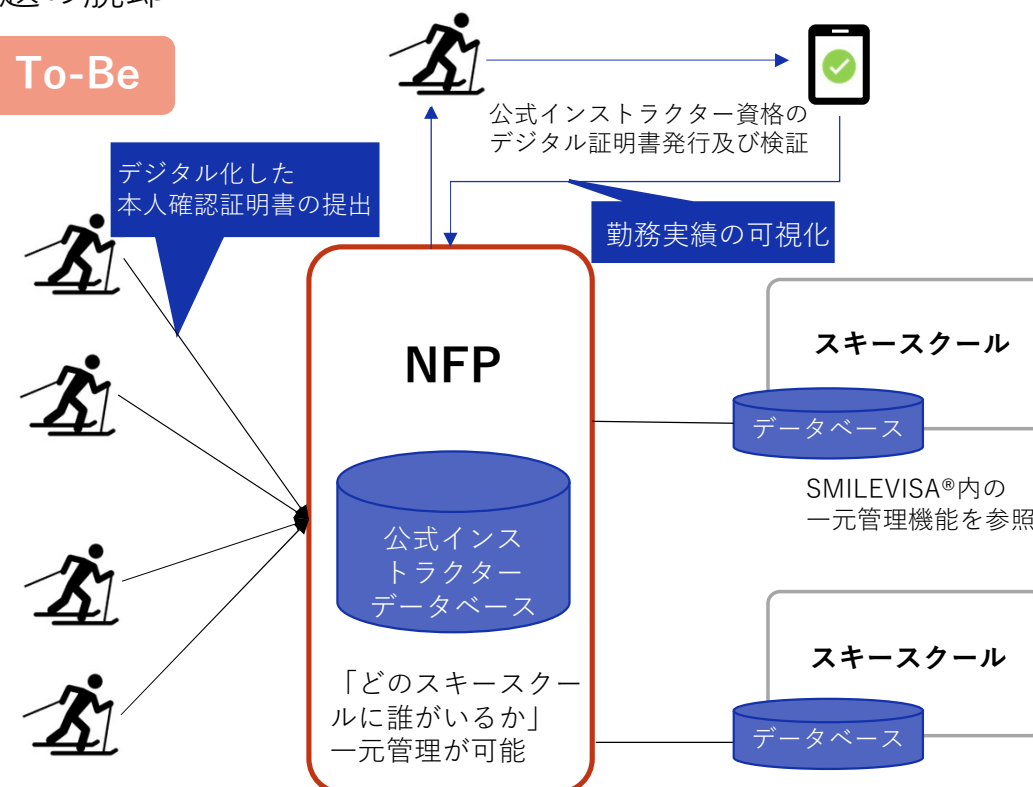 To-Be
公式インストラクター資格の
デジタル証明書発行及び検証
デジタル化した
本人確認証明書の提出
勤務実績の可視化
NFP
公式インス
トラクター
データベース
「どのスキースクー
ルに誰がいるか」
一元管理が可能
スキースクール
データベース
SMILEVISA®内の
一元管理機能を参照
スキースクール
データベース